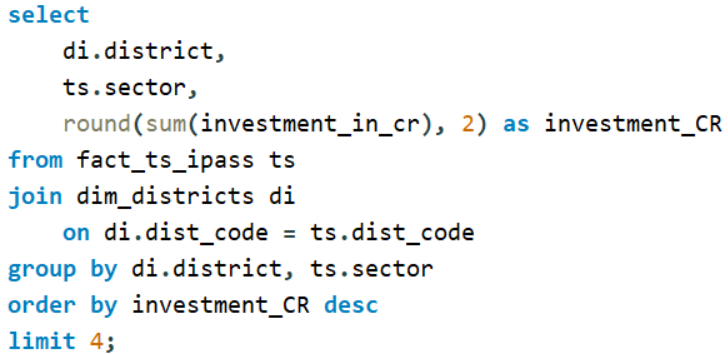 select
    di.district,
    ts.sector,
    round(sum(investment_in_cr), 2) as investment_CR
from fact_ts_ipass ts
join dim_districts di
    on di.dist_code = ts.dist_code
group by di.district, ts.sector
order by investment_CR desc
limit 4;